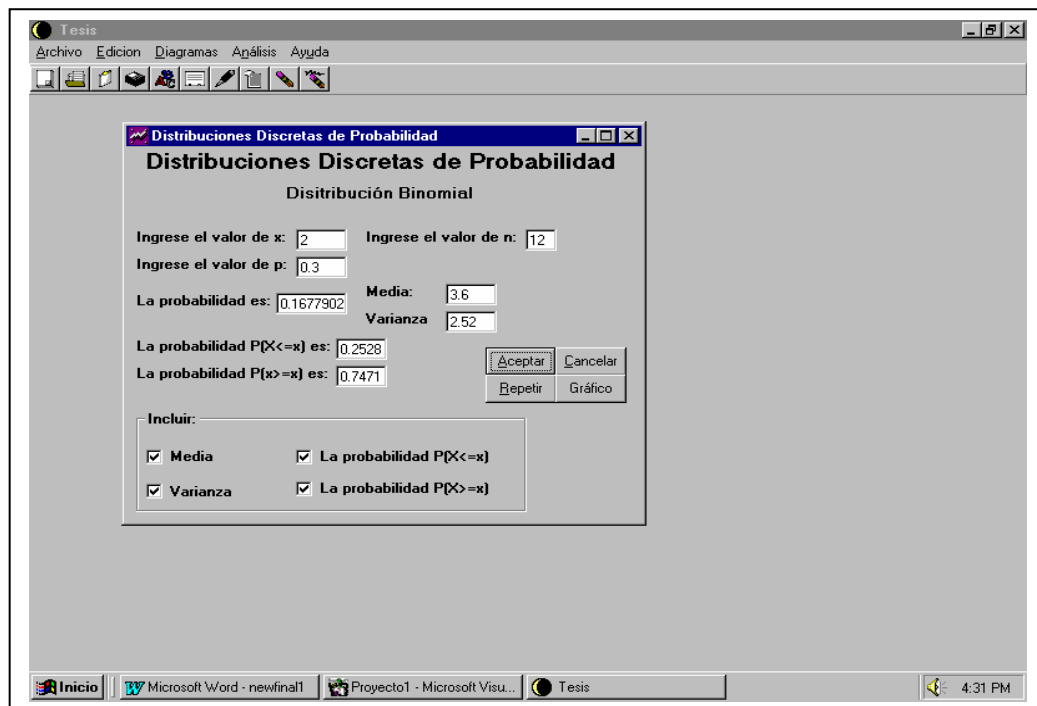 Tesis
Archivo Edicion Diagramas Análisis Ayuda
Distribuciones Discretas de Probabilidad
Distribuciones Discretas de Probabilidad
Disitribución Binomial
Ingrese el valor de x: 2 Ingrese el valor de n: 12
Ingrese el valor de p: 0.3
La probabilidad es: 0.1677902 Media: 3.6
Varianza 2.52
La probabilidad P(X<=x) es: 0.2528
La probabilidad P(x>=x) es: 0.7471
Aceptar Cancelar
Repetir Gráfico
Incluir:
Media La probabilidad P(X<=x)
Varianza La probabilidad P(X>=x)
Inicio Microsoft Word - newfinal1 Proyecto1 - Microsoft Visu... Tesis 4:31 PM